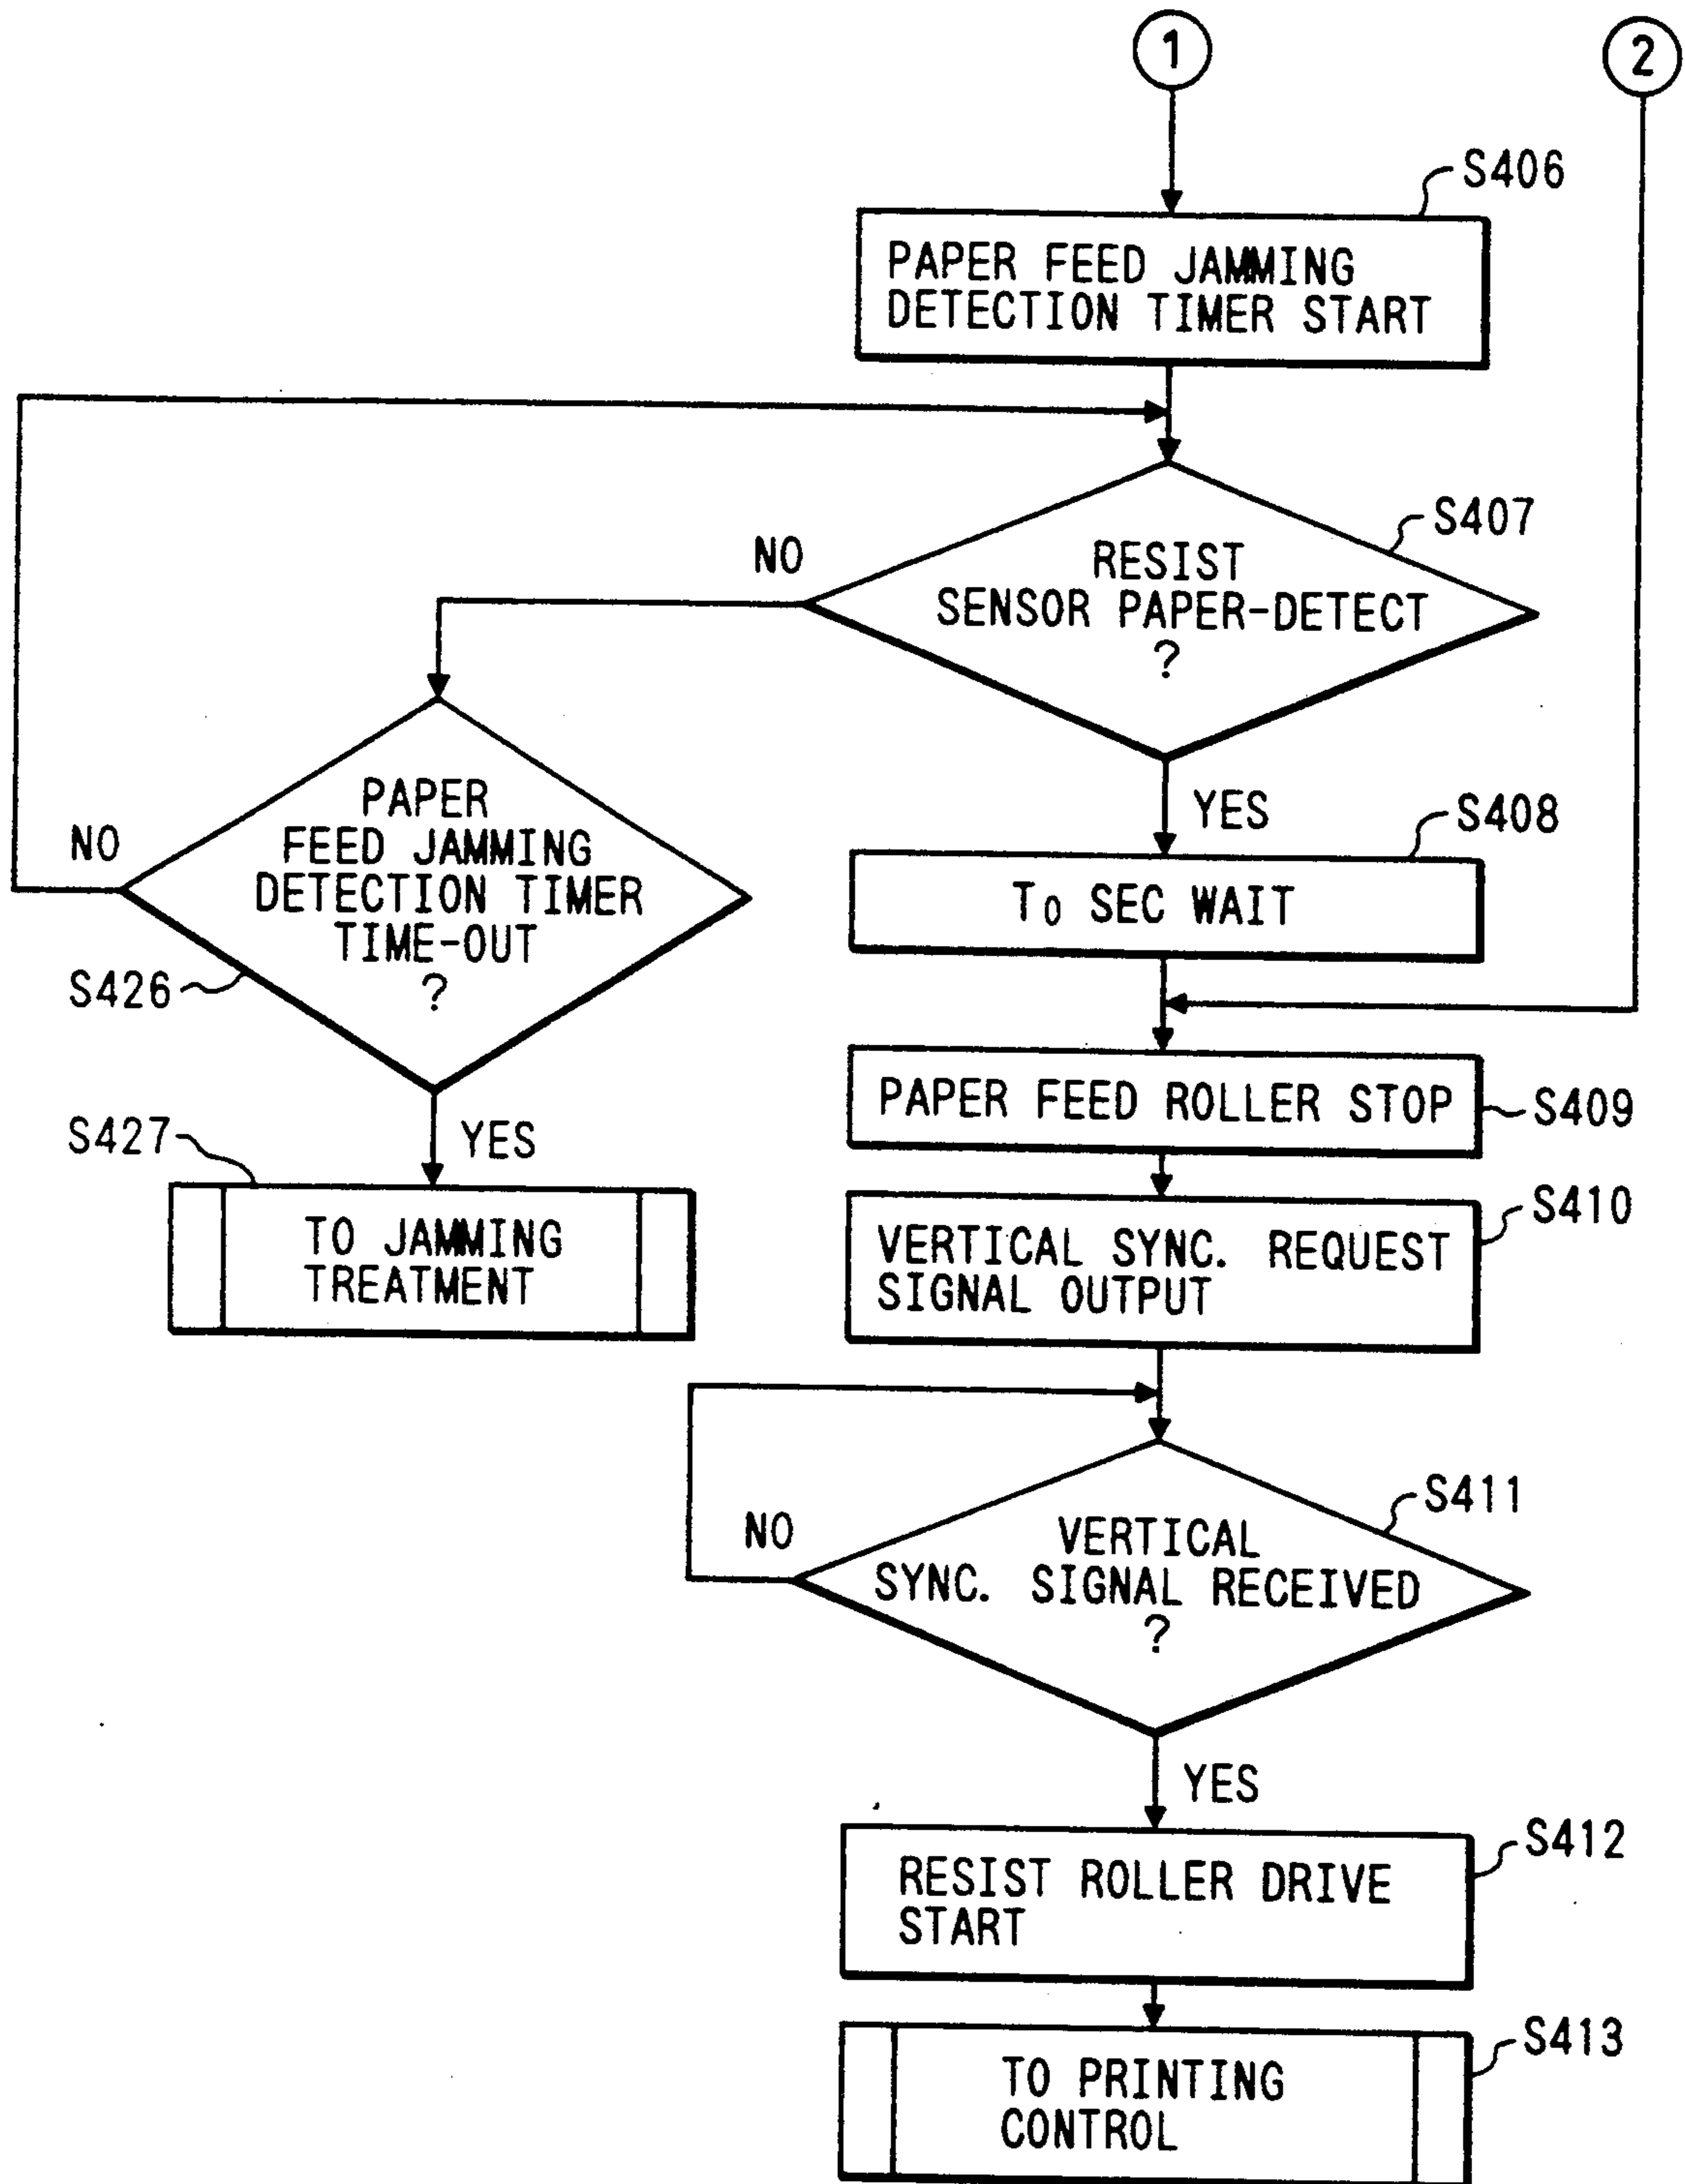 1
2
S406
PAPER FEED JAMMING
DETECTION TIMER START
S407
NO
RESIST
SENSOR PAPER-DETECT
?
YES
S408
T0 SEC WAIT
NO
PAPER
FEED JAMMING
DETECTION TIMER
TIME-OUT
?
S426
PAPER FEED ROLLER STOP
S409
S427
YES
TO JAMMING
TREATMENT
S410
VERTICAL SYNC. REQUEST
SIGNAL OUTPUT
S411
NO
VERTICAL
SYNC. SIGNAL RECEIVED
?
YES
S412
RESIST ROLLER DRIVE
START
S413
TO PRINTING
CONTROL